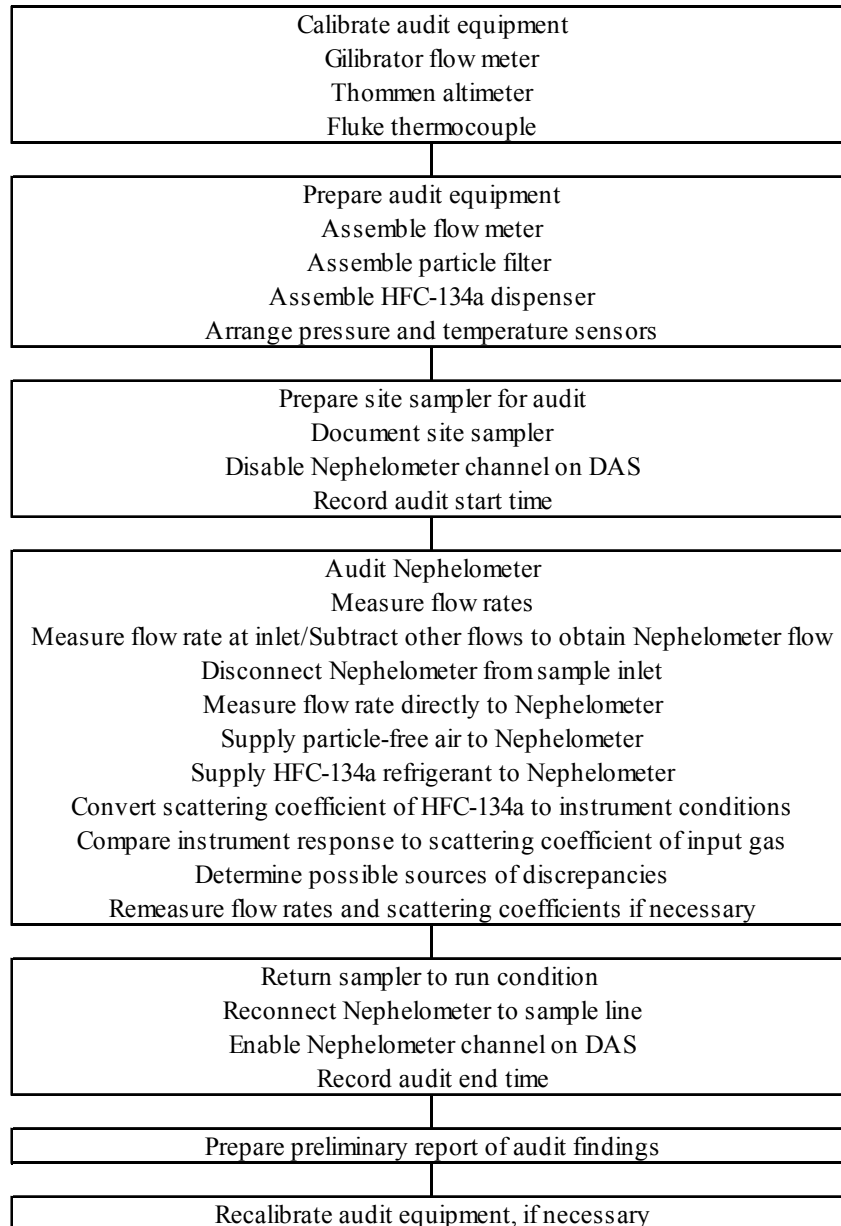 Calibrate audit equipment
Gilibrator flow meter
Thommen altimeter
Fluke thermocouple
Prepare audit equipment
Assemble flow meter
Assemble particle filter
Assemble HFC-134a dispenser
Arrange pressure and temperature sensors
Prepare site sampler for audit
Document site sampler
Disable Nephelometer channel on DAS
Record audit start time
Audit Nephelometer
Measure flow rates
Measure flow rate at inlet/Subtract other flows to obtain Nephelometer flow
Disconnect Nephelometer from sample inlet
Measure flow rate directly to Nephelometer
Supply particle-free air to Nephelometer
Supply HFC-134a refrigerant to Nephelometer
Convert scattering coefficient of HFC-134a to instrument conditions
Compare instrument response to scattering coefficient of input gas
Determine possible sources of discrepancies
Remeasure flow rates and scattering coefficients if necessary
Return sampler to run condition
Reconnect Nephelometer to sample line
Enable Nephelometer channel on DAS
Record audit end time
Prepare preliminary report of audit findings
Recalibrate audit equipment, if necessary